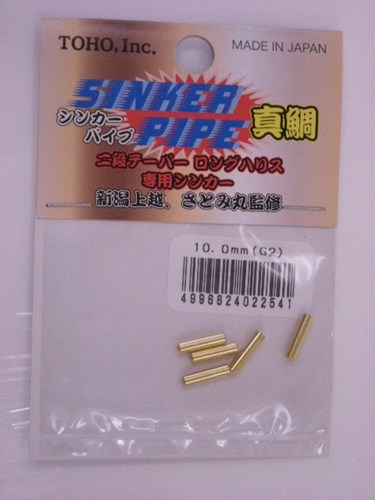 TOHO, Inc.
MADE IN JAPAN
SINKER
シンカー
パイプ
PIPE
真鯛
二段テーパー ロングハリス
専用シンカー
新潟上越、さとみ丸監修
10.0mm(G2)
4998624022541